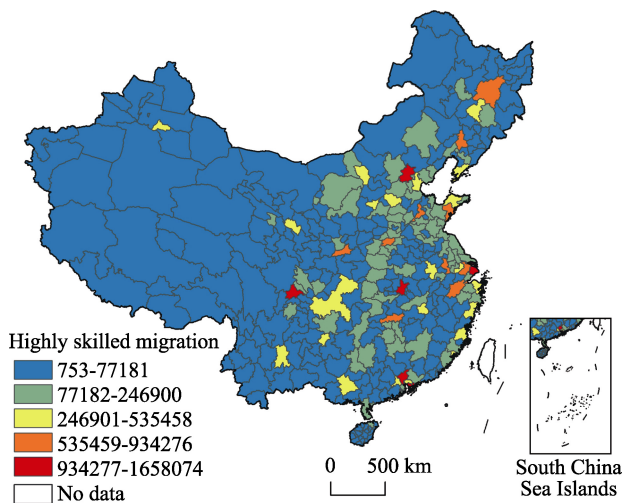 Highly skilled migration
753-77181
77182-246900
246901-535458
535459-934276
934277-1658074
No data
0 500 km
South China
Sea Islands